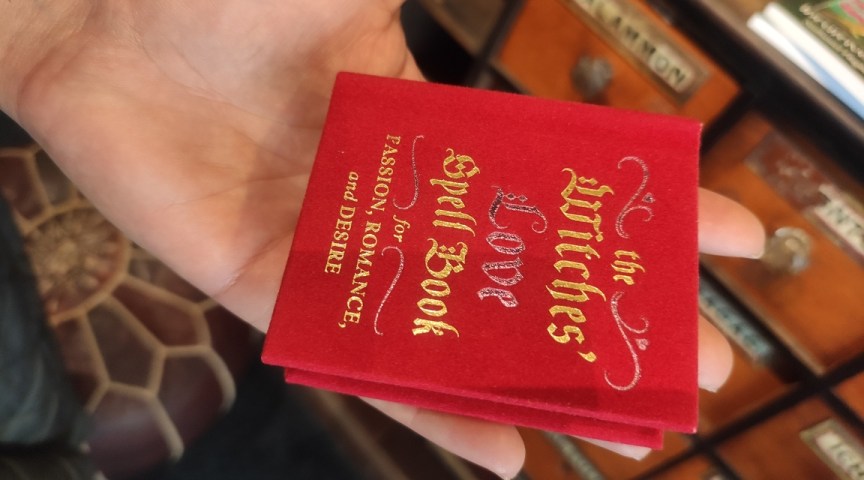 the
Witches'
Love
Spell Book
for
PASSION, ROMANCE,
and DESIRE